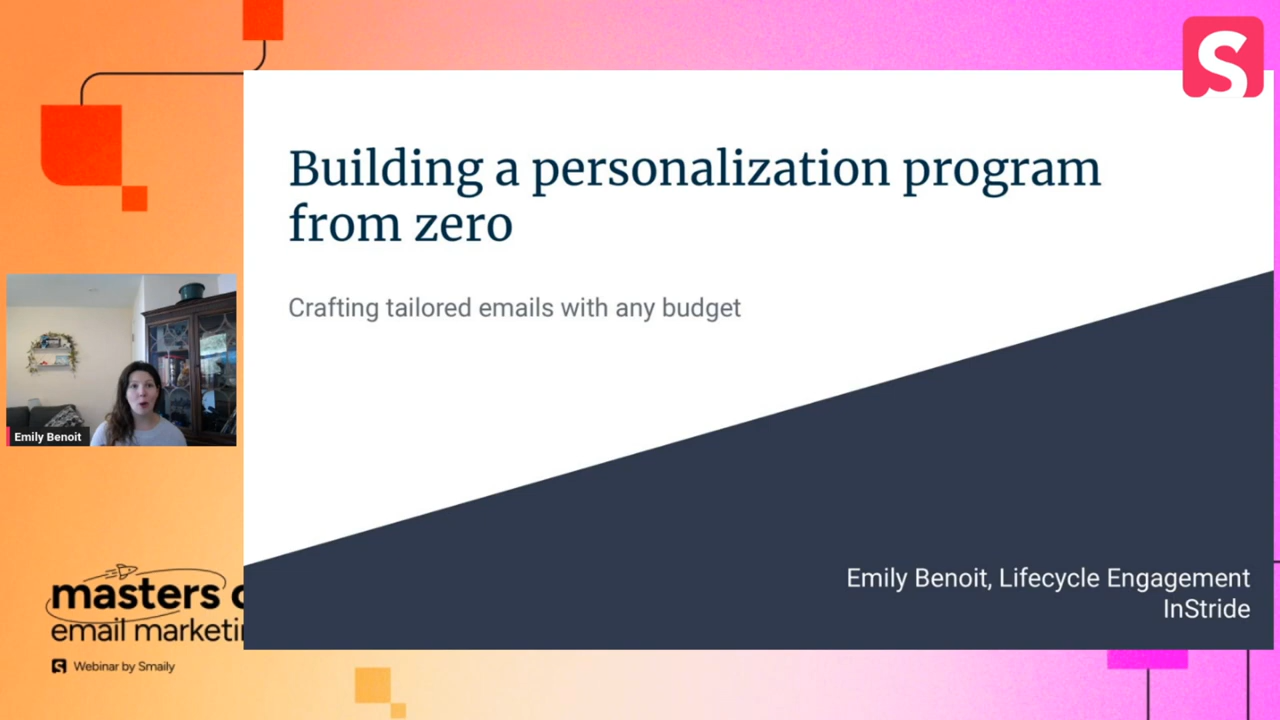 Building a personalization program
from zero
Crafting tailored emails with any budget
Emily Benoit
Emily Benoit, Lifecycle Engagement
InStride
masters
email
Webinar by Smaily